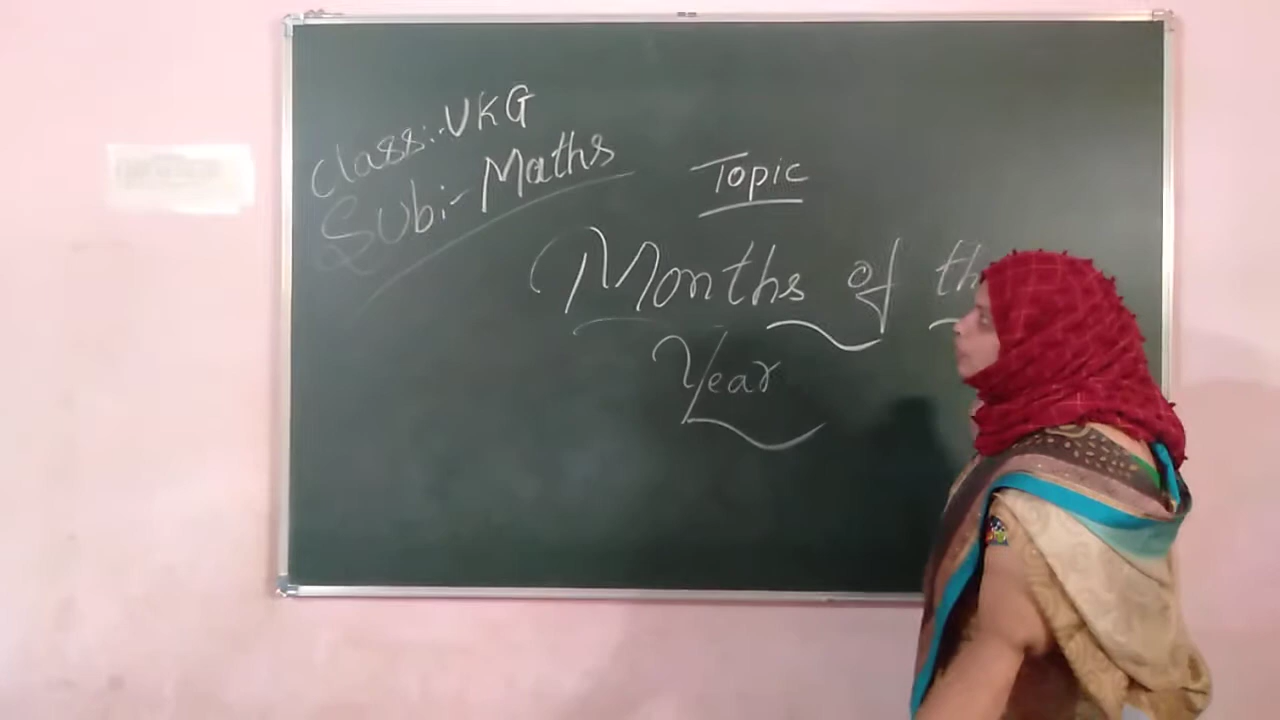 Class:-UKG
Sub:- Maths
Topic
Months of th
Year